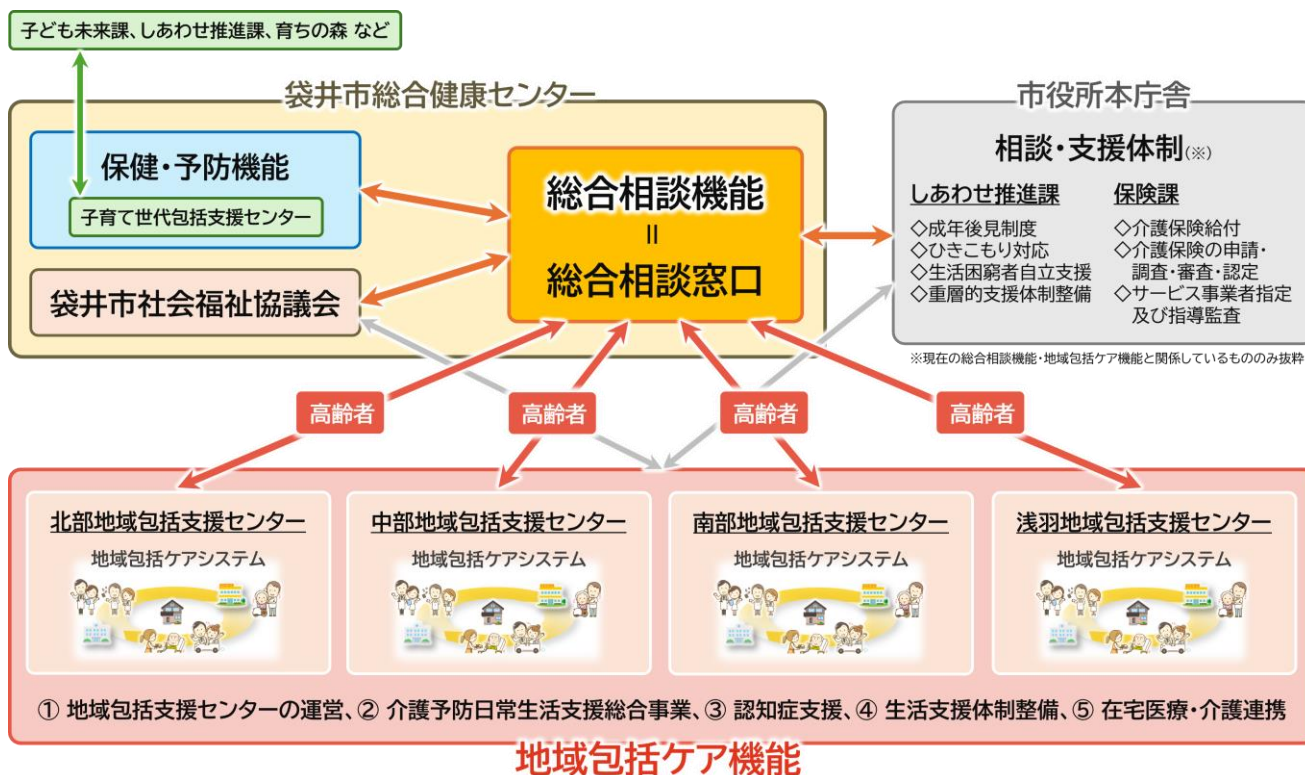 子ども未来課、しあわせ推進課、育ちの森 など
袋井市総合健康センター
保健・予防機能
子育て世代包括支援センター
袋井市社会福祉協議会
総合相談機能
＝
総合相談窓口
市役所本庁舎
相談・支援体制(※)
しあわせ推進課
◇成年後見制度
◇ひきこもり対応
◇生活困窮者自立支援
◇重層的支援体制整備
保険課
◇介護保険給付
◇介護保険の申請・
調査・審査・認定
◇サービス事業者指定
及び指導監査
※現在の総合相談機能・地域包括ケア機能と関係しているもののみ抜粋
高齢者
高齢者
高齢者
高齢者
北部地域包括支援センター
地域包括ケアシステム
中部地域包括支援センター
地域包括ケアシステム
南部地域包括支援センター
地域包括ケアシステム
浅羽地域包括支援センター
地域包括ケアシステム
① 地域包括支援センターの運営、② 介護予防日常生活支援総合事業、③ 認知症支援、④ 生活支援体制整備、⑤ 在宅医療・介護連携
地域包括ケア機能